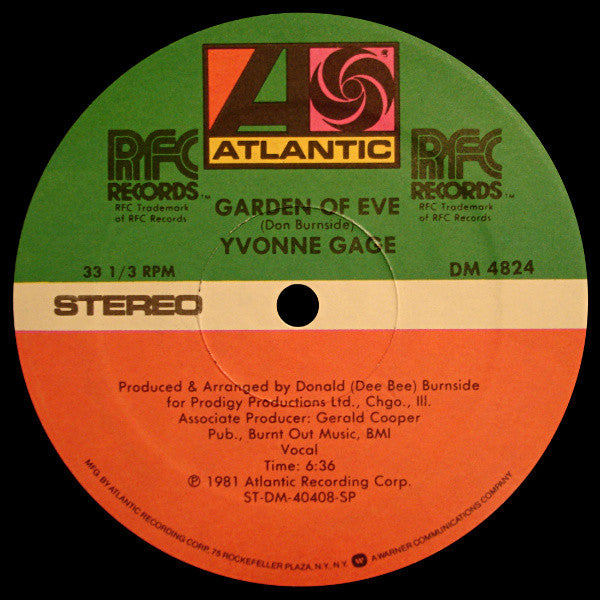 ATLANTIC
RFC
RECORDS™
RFC Trademark
of RFC Records
RFC
RECORDS™
RFC Trademark
of RFC Records
GARDEN OF EVE
(Don Burnside)
YVONNE GAGE
33 1/3 RPM
DM 4824
STEREO
Produced & Arranged by Donald (Dee Bee) Burnside
for Prodigy Productions Ltd., Chgo., Ill.
Associate Producer: Gerald Cooper
Pub., Burnt Out Music, BMI
Vocal
Time: 6:36
℗ 1981 Atlantic Recording Corp.
ST-DM-40408-SP
MFG. BY ATLANTIC RECORDING CORP., 75 ROCKEFELLER PLAZA, N.Y., N.Y. A WARNER COMMUNICATIONS COMPANY